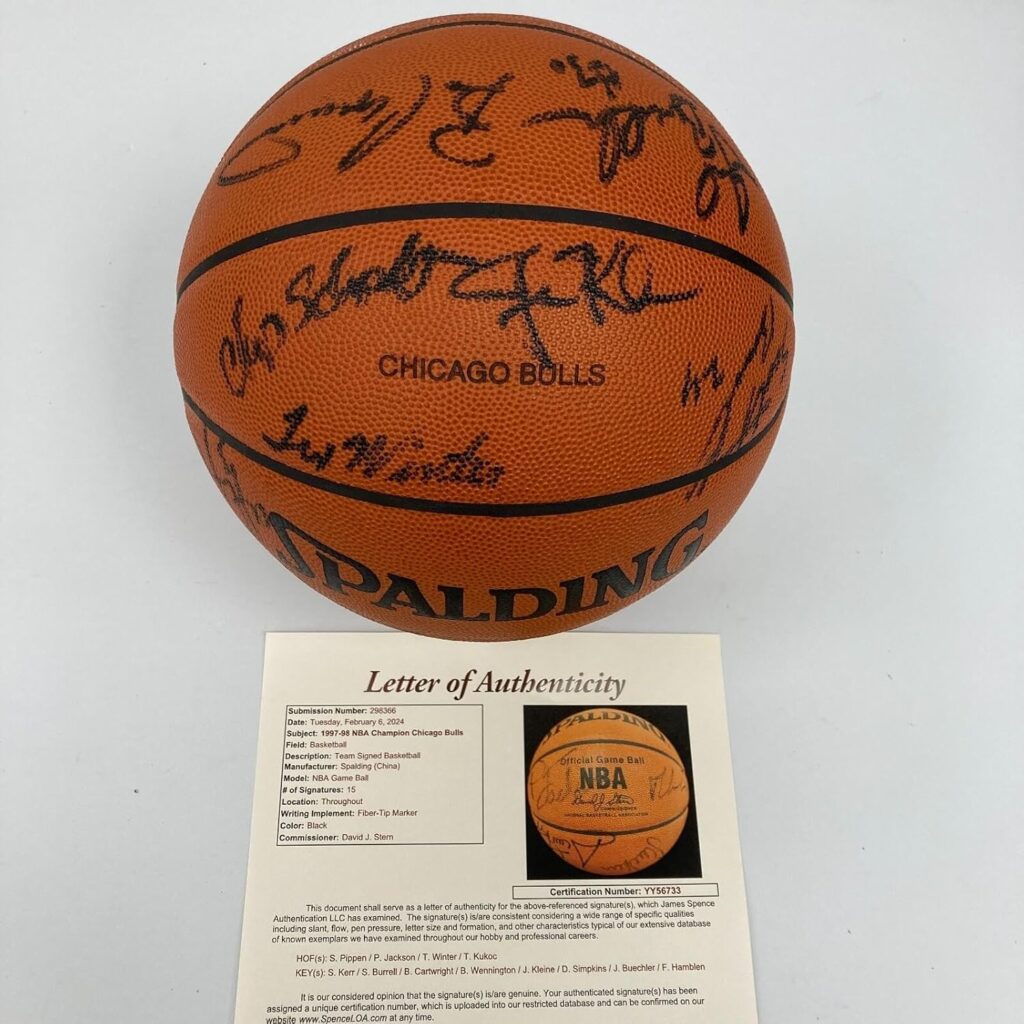 Chip Schaefer
CHICAGO BULLS
Tex Winter
SPALDING
Letter of Authenticity
Submission Number: 298366
Date: Tuesday, February 6, 2024
Subject: 1997-98 NBA Champion Chicago Bulls
Field: Basketball
Description: Team Signed Basketball
Manufacturer: Spalding (China)
Model: NBA Game Ball
# of Signatures: 15
Location: Throughout
Writing Implement: Fiber-Tip Marker
Color: Black
Commissioner: David J. Stern
SPALDING
Official Game Ball
NBA
COMMISSIONER
NATIONAL BASKETBALL ASSOCIATION
Certification Number: YY56733
This document shall serve as a letter of authenticity for the above-referenced signature(s), which James Spence
Authentication LLC has examined. The signature(s) is/are consistent considering a wide range of specific qualities
including slant, flow, pen pressure, letter size and formation, and other characteristics typical of our extensive database
of known exemplars we have examined throughout our hobby and professional careers.
HOF(s): S. Pippen / P. Jackson / T. Winter / T. Kukoc
KEY(s): S. Kerr / S. Burrell / B. Cartwright / B. Wennington / J. Kleine / D. Simpkins / J. Buechler / F. Hamblen
It is our considered opinion that the signature(s) is/are genuine. Your authenticated signature(s) has been
assigned a unique certification number, which is uploaded into our restricted database and can be confirmed on our
website www.SpenceLOA.com at any time.